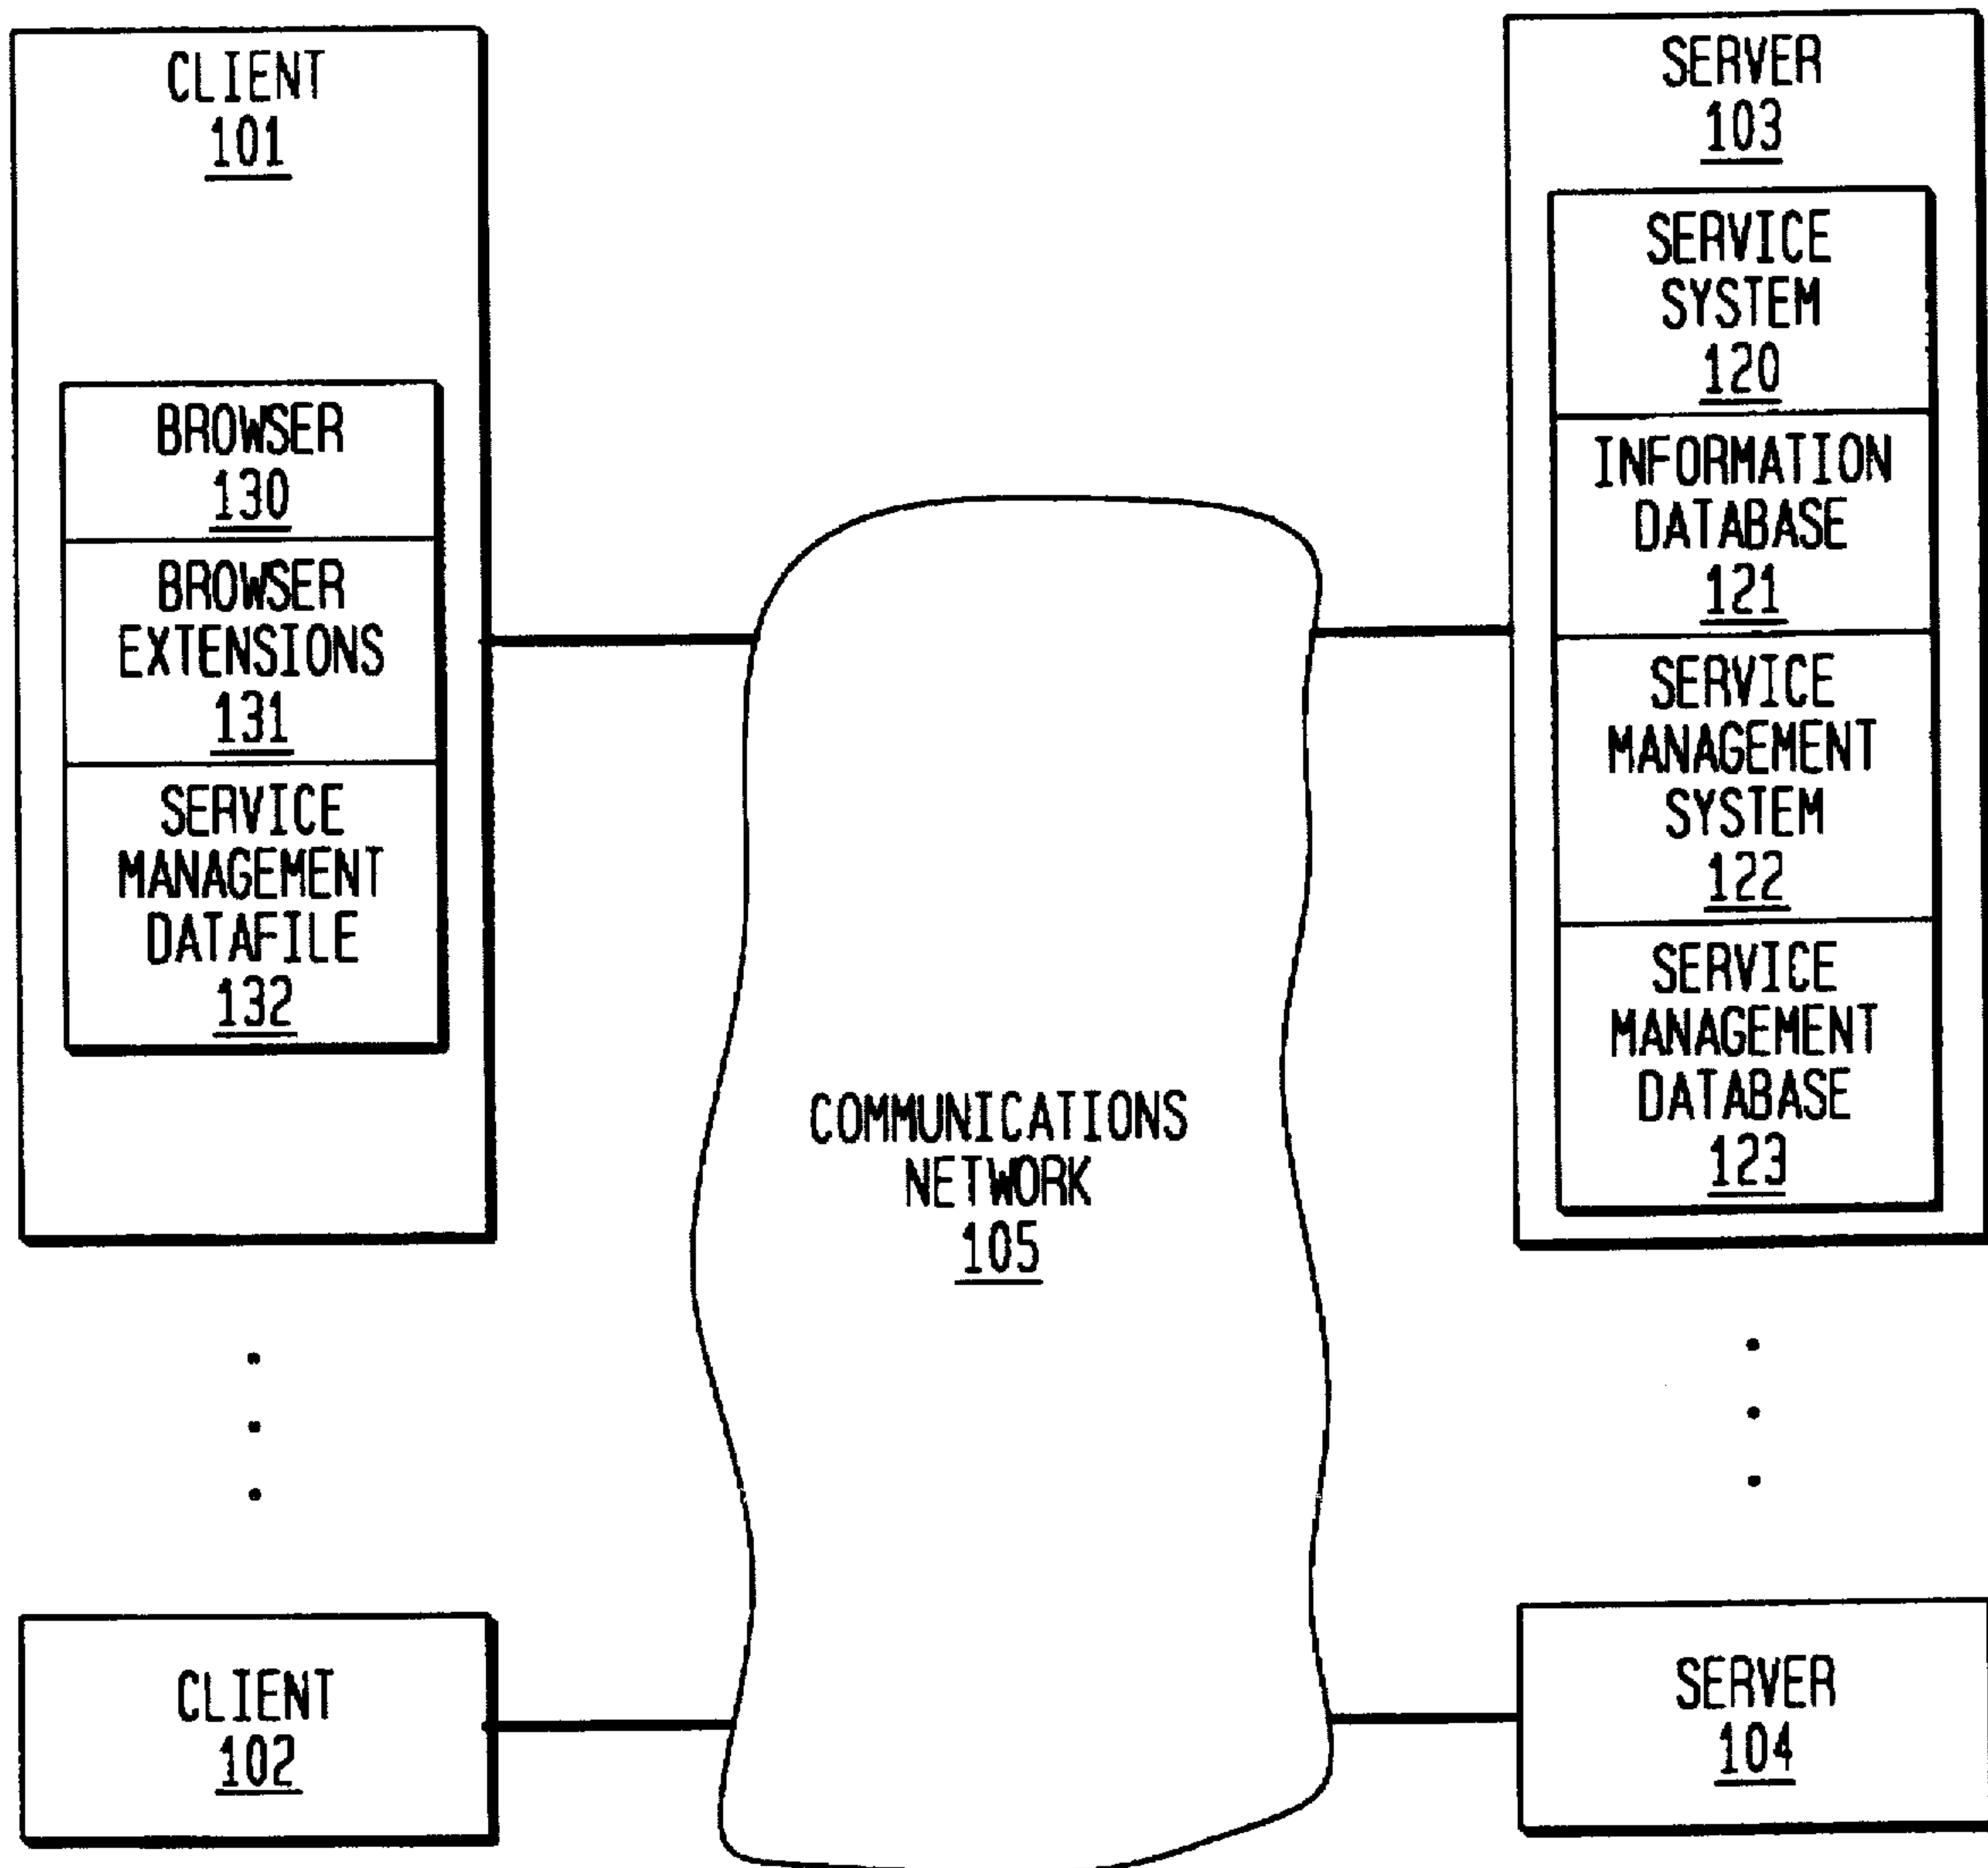 CLIENT
101
BROWSER
130
BROWSER
EXTENSIONS
131
SERVICE
MANAGEMENT
DATAFILE
132
COMMUNICATIONS
NETWORK
105
SERVER
103
SERVICE
SYSTEM
120
INFORMATION
DATABASE
121
SERVICE
MANAGEMENT
SYSTEM
122
SERVICE
MANAGEMENT
DATABASE
123
CLIENT
102
SERVER
104